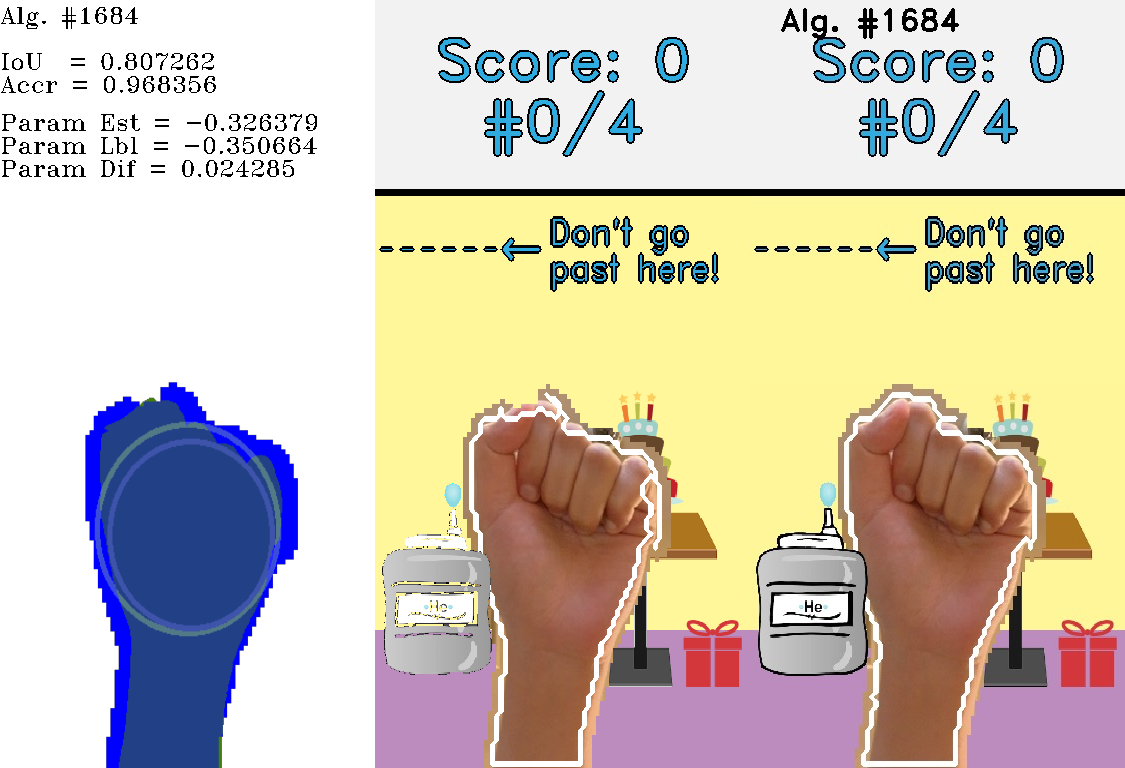 Alg. #1684
IoU = 0.807262
Accr = 0.968356
Param Est = −0.326379
Param Lbl = −0.350664
Param Dif = 0.024285
Score: 0
#0/4
Don't go
past here!
He
Alg. #1684
Score: 0
#0/4
Don't go
past here!
He